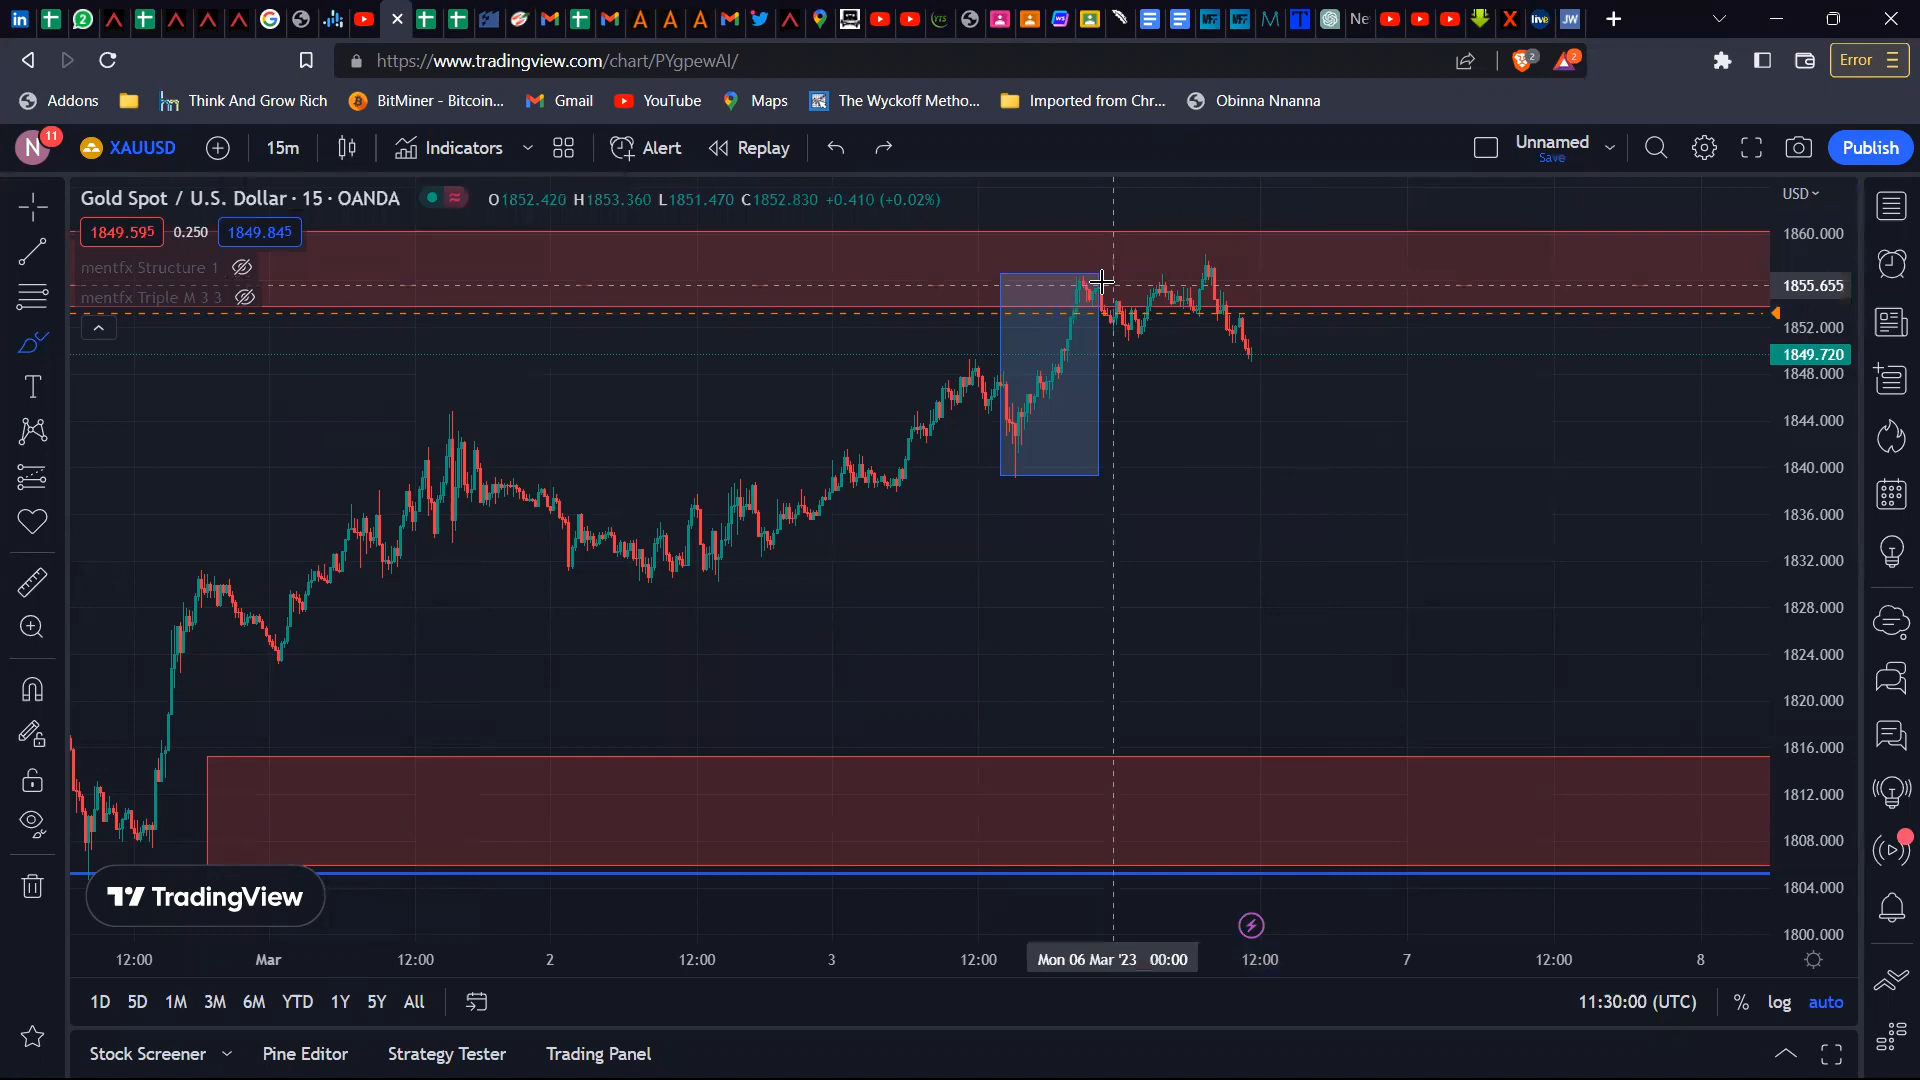 https://www.tradingview.com/chart/PYgpewAI/
2
2
Error
Addons
Think And Grow Rich
BitMiner - Bitcoin...
Gmail
YouTube
Maps
The Wyckoff Metho...
Imported from Chr...
Obinna Nnanna
N
11
XAUUSD
15m
Indicators
Alert
Replay
Unnamed
Save
Publish
Gold Spot / U.S. Dollar · 15 · OANDA
O1852.420 H1853.360 L1851.470 C1852.830 +0.410 (+0.02%)
USD
1849.595
0.250
1849.845
mentfx Structure 1
mentfx Triple M 3 3
1860.000
1855.655
1852.000
1849.720
1848.000
1844.000
1840.000
1836.000
1832.000
1828.000
1824.000
1820.000
1816.000
1812.000
1808.000
1804.000
1800.000
TradingView
12:00
Mar
12:00
2
12:00
3
12:00
Mon 06 Mar '23 00:00
12:00
7
12:00
8
1D
5D
1M
3M
6M
YTD
1Y
5Y
All
11:30:00 (UTC)
%
log
auto
Stock Screener
Pine Editor
Strategy Tester
Trading Panel